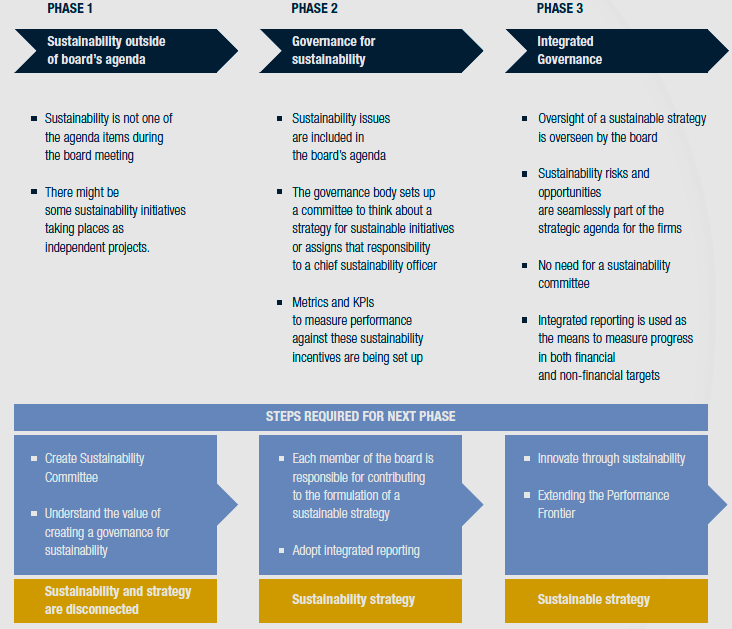 PHASE 1
Sustainability outside
of board's agenda
Sustainability is not one of
the agenda items during
the board meeting
There might be
some sustainability initiatives
taking places as
independent projects.
PHASE 2
Governance for
sustainability
Sustainability issues
are included in
the board's agenda
The governance body sets up
a committee to think about a
strategy for sustainable initiatives
or assigns that responsibility
to a chief sustainability officer
Metrics and KPIs
to measure performance
against these sustainability
incentives are being set up
PHASE 3
Integrated
Governance
Oversight of a sustainable strategy
is overseen by the board
Sustainability risks and
opportunities
are seamlessly part of the
strategic agenda for the firms
No need for a sustainability
committee
Integrated reporting is used as
the means to measure progress
in both financial
and non-financial targets
STEPS REQUIRED FOR NEXT PHASE
Create Sustainability
Committee
Understand the value of
creating a governance for
sustainability
Sustainability and strategy
are disconnected
Each member of the board is
responsible for contributing
to the formulation of a
sustainable strategy
Adopt integrated reporting
Sustainability strategy
Innovate through sustainability
Extending the Performance
Frontier
Sustainable strategy